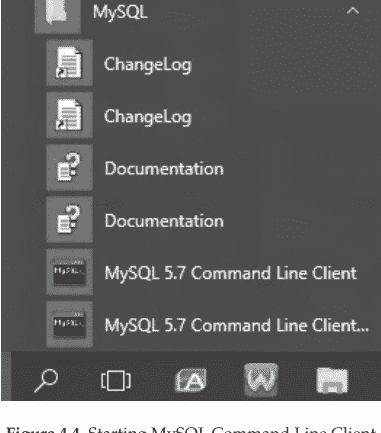 MySQL
ChangeLog
ChangeLog
Documentation
Documentation
MySQL 5.7 Command Line Client
MySQL 5.7 Command Line Client...
Figure 4.4 Starting MySQL Command Line Client